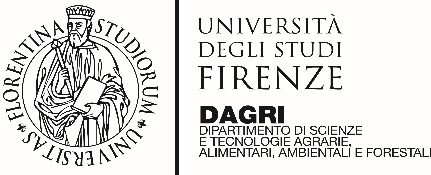 FLORENTINA STUDIORUM UNIVERSITAS
UNIVERSITÀ
DEGLI STUDI
FIRENZE
DAGRI
DIPARTIMENTO DI SCIENZE
E TECNOLOGIE AGRARIE,
ALIMENTARI, AMBIENTALI E FORESTALI